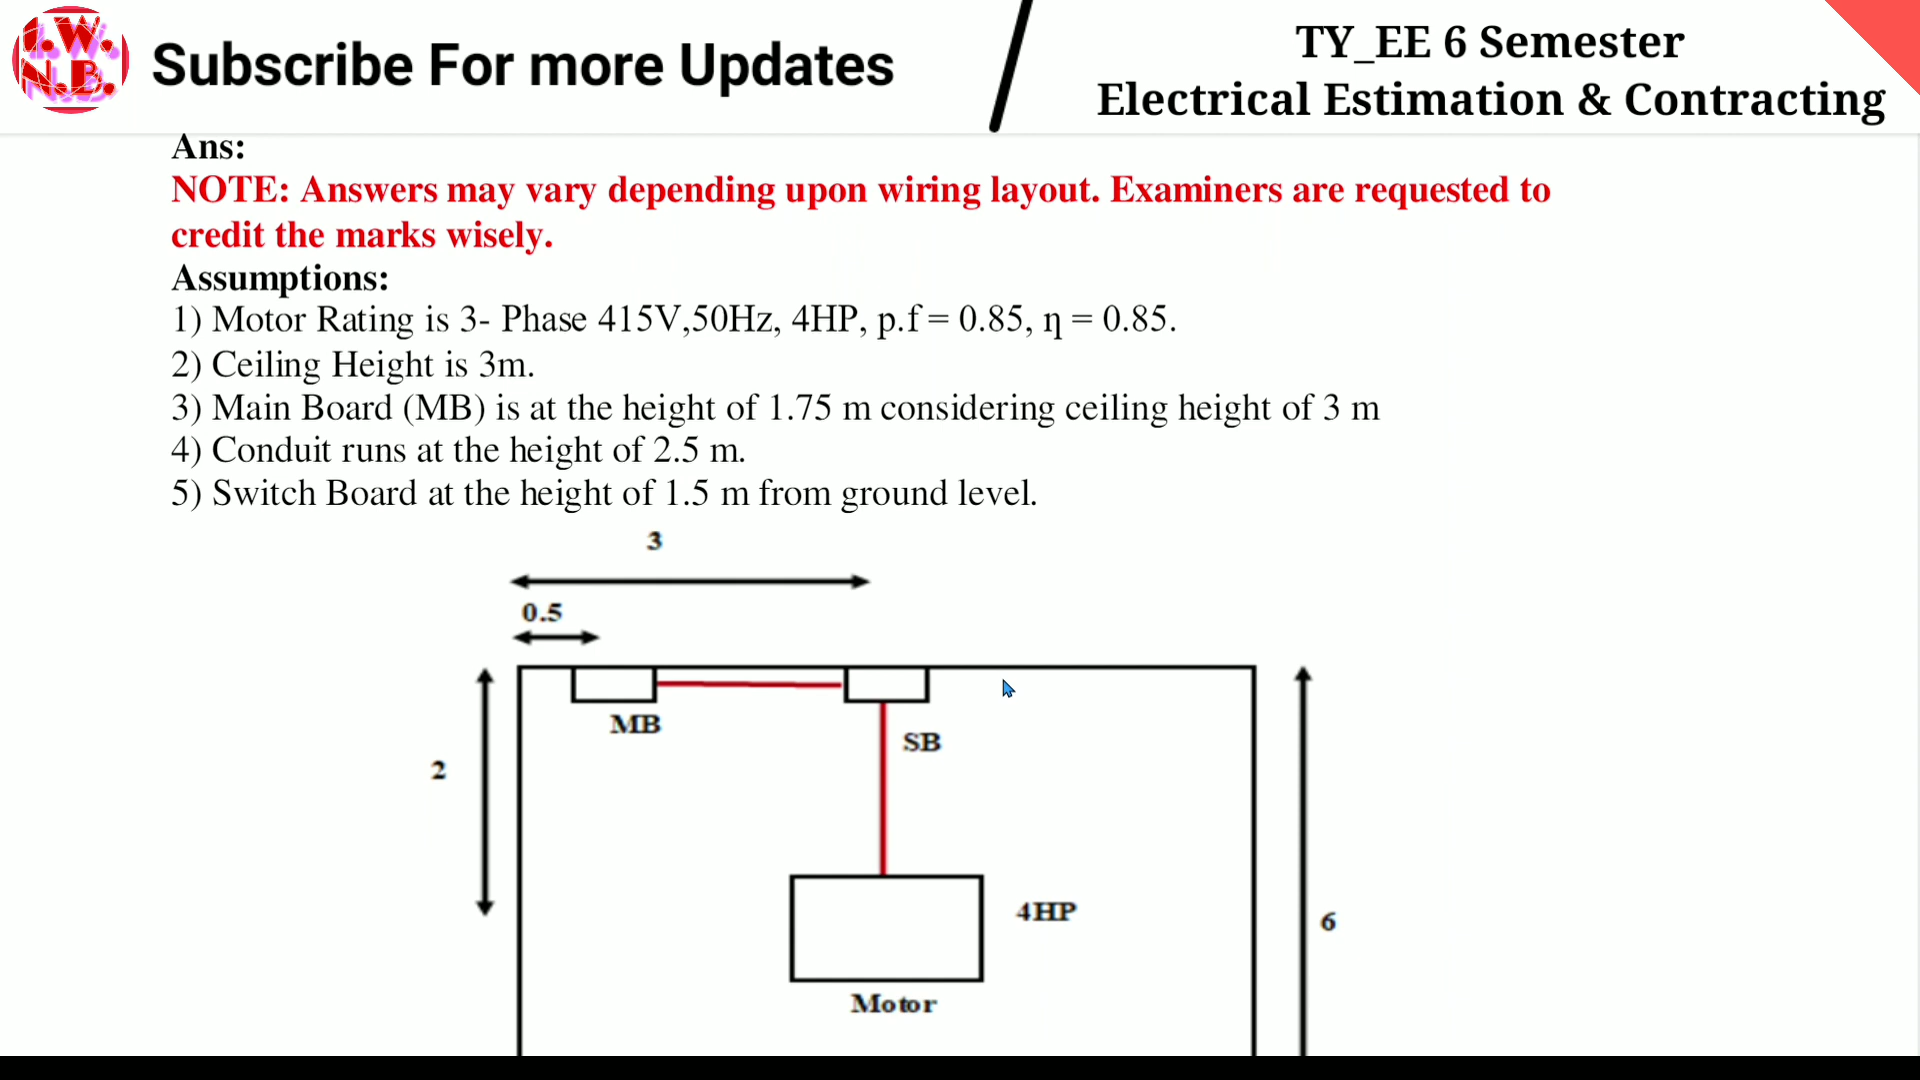 I.W.
N.B.
Subscribe For more Updates
TY_EE 6 Semester
Electrical Estimation & Contracting
Ans:
NOTE: Answers may vary depending upon wiring layout. Examiners are requested to
credit the marks wisely.
Assumptions:
1) Motor Rating is 3- Phase 415V,50Hz, 4HP, p.f = 0.85, η = 0.85.
2) Ceiling Height is 3m.
3) Main Board (MB) is at the height of 1.75 m considering ceiling height of 3 m
4) Conduit runs at the height of 2.5 m.
5) Switch Board at the height of 1.5 m from ground level.
3
0.5
MB
SB
2
4HP
6
Motor